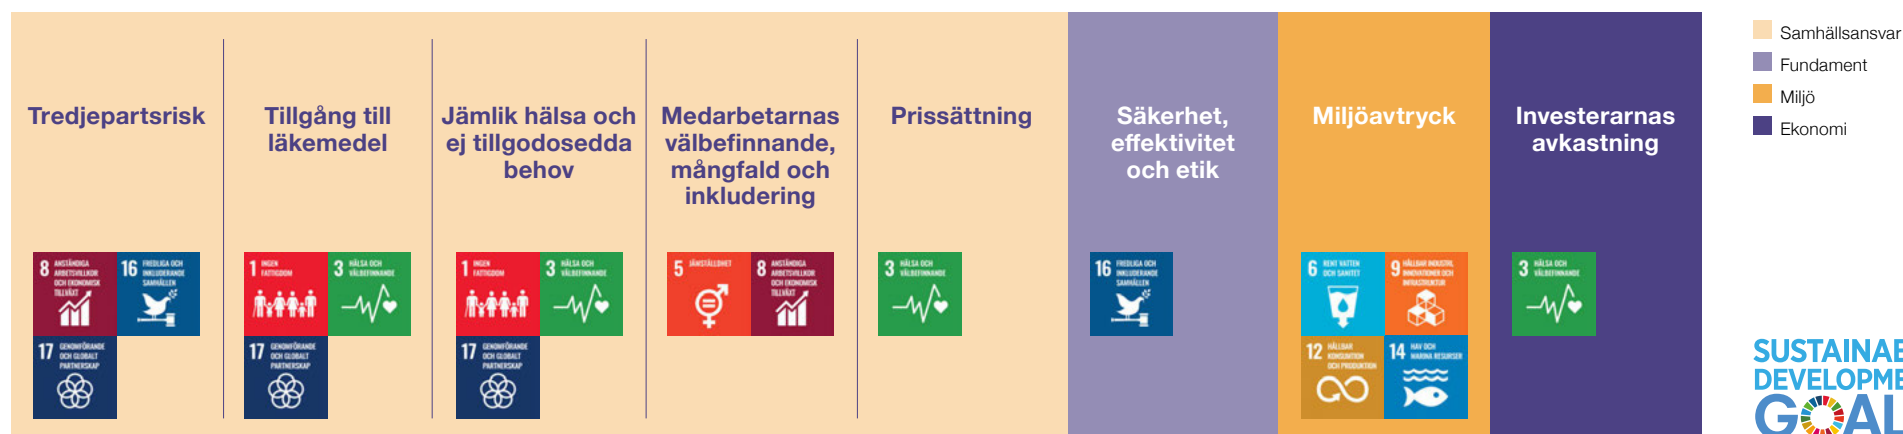 Tredjepartsrisk
Tillgång till
läkemedel
Jämlik hälsa och
ej tillgodosedda
behov
Medarbetarnas
välbefinnande,
mångfald och
inkludering
Prissättning
Säkerhet,
effektivitet
och etik
Miljöavtryck
Investerarnas
avkastning
8 ANSTÄNDIGA
ARBETSVILLKOR
OCH EKONOMISK
TILLVÄXT
16 FREDLIGA OCH
INKLUDERANDE
SAMHÄLLEN
17 GENOMFÖRANDE
OCH GLOBALT
PARTNERSKAP
1 INGEN
FATTIGDOM
3 HÄLSA OCH
VÄLBEFINNANDE
17 GENOMFÖRANDE
OCH GLOBALT
PARTNERSKAP
1 INGEN
FATTIGDOM
3 HÄLSA OCH
VÄLBEFINNANDE
17 GENOMFÖRANDE
OCH GLOBALT
PARTNERSKAP
5 JÄMSTÄLLDHET
8 ANSTÄNDIGA
ARBETSVILLKOR
OCH EKONOMISK
TILLVÄXT
3 HÄLSA OCH
VÄLBEFINNANDE
16 FREDLIGA OCH
INKLUDERANDE
SAMHÄLLEN
6 RENT VATTEN
OCH SANITET
9 HÅLLBAR INDUSTRI,
INNOVATIONER OCH
INFRASTRUKTUR
12 HÅLLBAR
KONSUMTION
OCH PRODUKTION
14 HAV OCH
MARINA RESURSER
3 HÄLSA OCH
VÄLBEFINNANDE
Samhällsansvar
Fundament
Miljö
Ekonomi
SUSTAINAB
DEVELOPME
GOAL